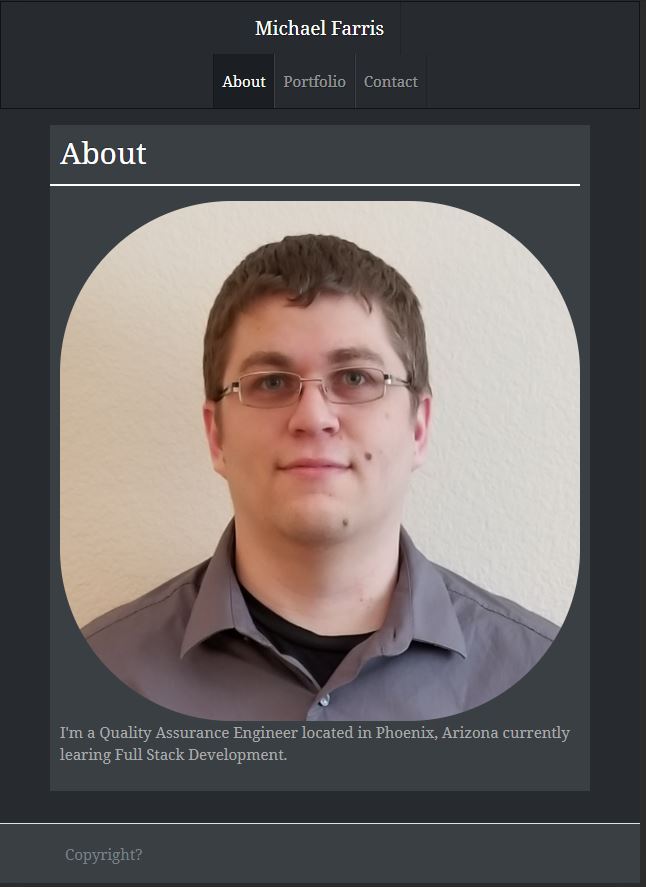 Michael Farris
About Portfolio Contact
About
I'm a Quality Assurance Engineer located in Phoenix, Arizona currently
learing Full Stack Development.
Copyright?